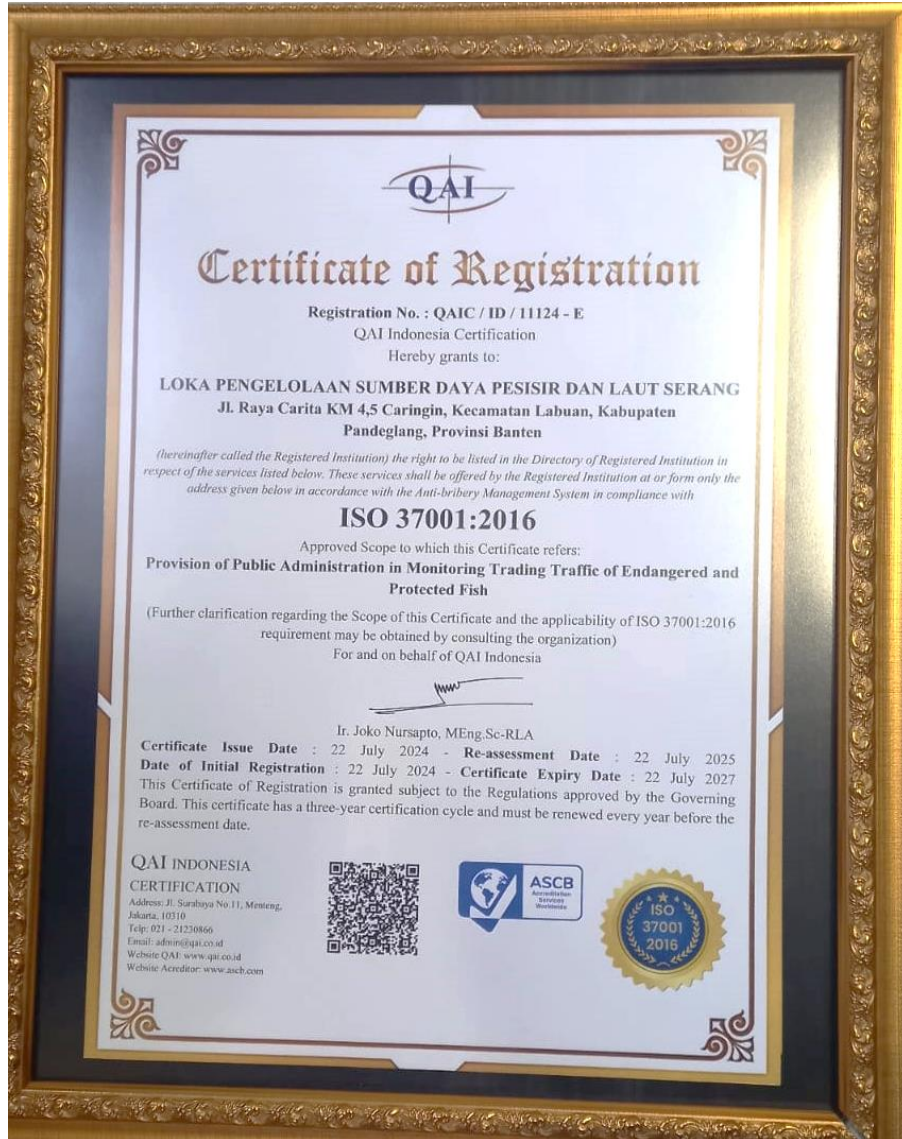 QAI
Certificate of Registration
Registration No. : QAIC / ID / 11124 - E
QAI Indonesia Certification
Hereby grants to:
LOKA PENGELOLAAN SUMBER DAYA PESISIR DAN LAUT SERANG
Jl. Raya Carita KM 4,5 Caringin, Kecamatan Labuan, Kabupaten
Pandeglang, Provinsi Banten
(hereinafter called the Registered Institution) the right to be listed in the Directory of Registered Institution in
respect of the services listed below. These services shall be offered by the Registered Institution at or form only the
address given below in accordance with the Anti-bribery Management System in compliance with
ISO 37001:2016
Approved Scope to which this Certificate refers:
Provision of Public Administration in Monitoring Trading Traffic of Endangered and
Protected Fish
(Further clarification regarding the Scope of this Certificate and the applicability of ISO 37001:2016
requirement may be obtained by consulting the organization)
For and on behalf of QAI Indonesia
Ir. Joko Nursapto, MEng.Sc-RLA
Certificate Issue Date : 22 July 2024 - Re-assessment Date : 22 July 2025
Date of Initial Registration : 22 July 2024 - Certificate Expiry Date : 22 July 2027
This Certificate of Registration is granted subject to the Regulations approved by the Governing
Board. This certificate has a three-year certification cycle and must be renewed every year before the
re-assessment date.
QAI INDONESIA
CERTIFICATION
Address: Jl. Surabaya No.11, Menteng,
Jakarta, 10310
Telp: 021 - 21230866
Email: admin@qai.co.id
Website QAI: www.qai.co.id
Website Acreditor: www.ascb.com
ASCB
Accreditation
Services
Worldwide
ISO
37001
2016